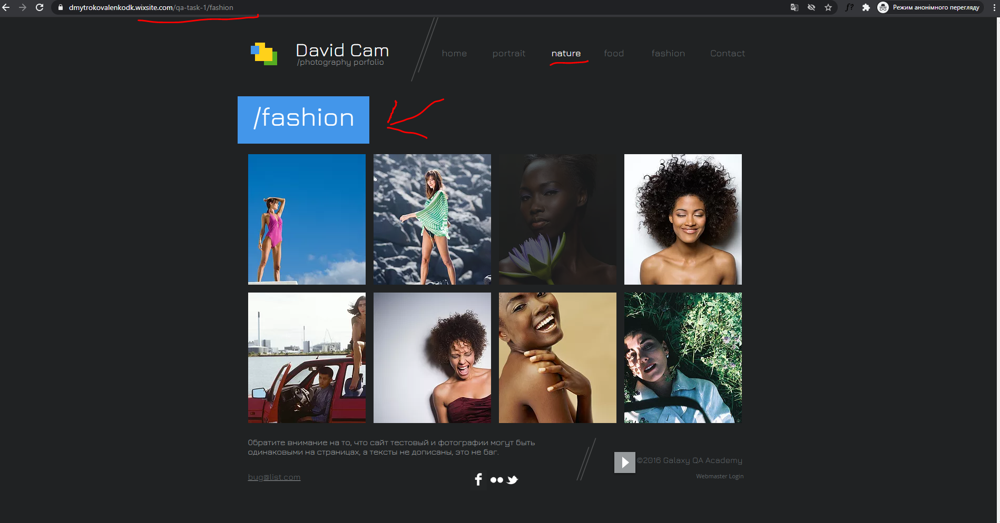 dmytrokovalenkodk.wixsite.com/qa-task-1/fashion
Режим анонімного перегляду
David Cam
/photography porfolio
home portrait nature food fashion Contact
/fashion
Обратите внимание на то, что сайт тестовый и фотографии могут быть
одинаковыми на страницах, а тексты не дописаны, это не баг.
©2016 Galaxy QA Academy
Webmaster Login
bug@list.com